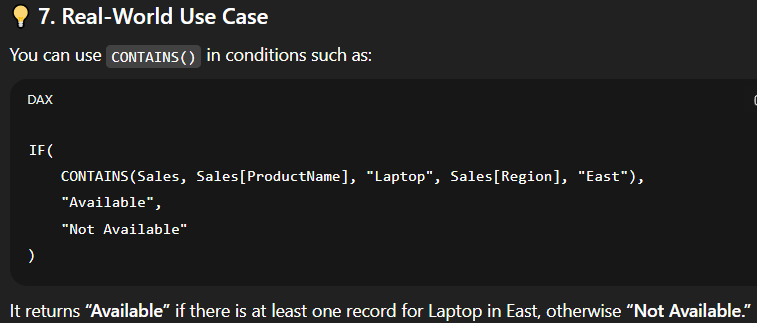 💡 7. Real-World Use Case
You can use CONTAINS() in conditions such as:
DAX
IF(
    CONTAINS(Sales, Sales[ProductName], "Laptop", Sales[Region], "East"),
    "Available",
    "Not Available"
)
It returns “Available” if there is at least one record for Laptop in East, otherwise “Not Available.”